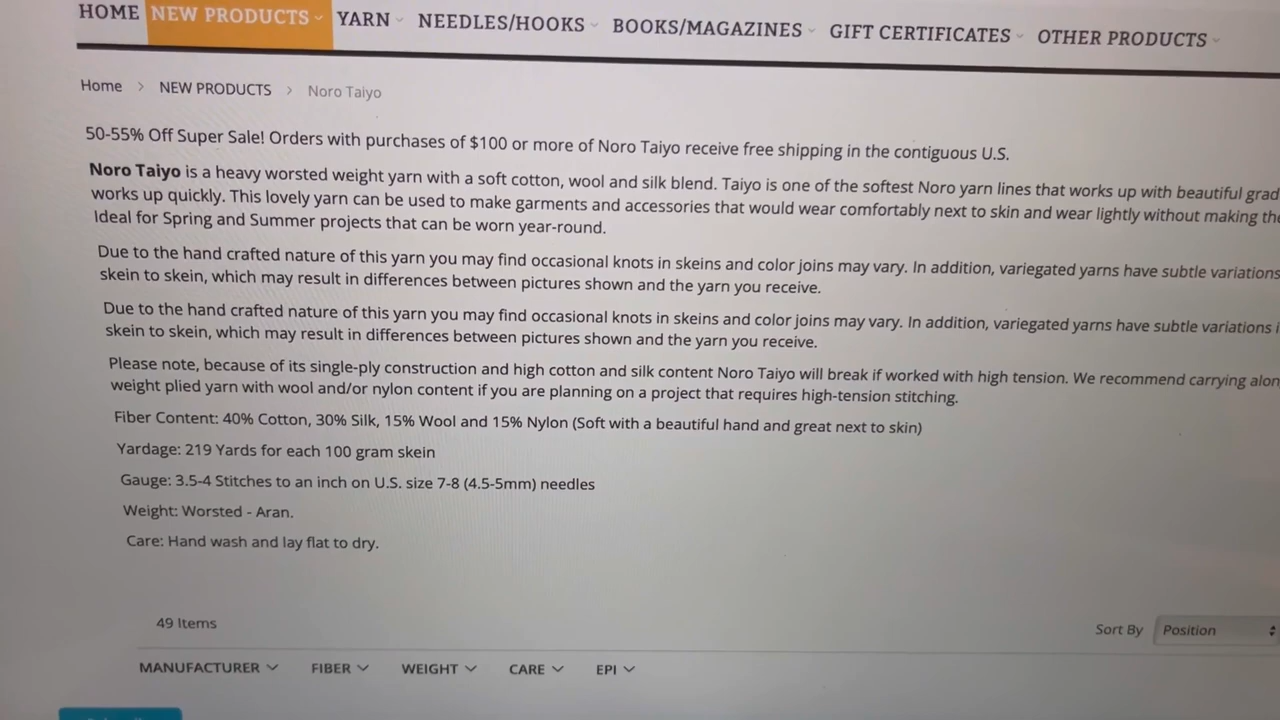 HOME NEW PRODUCTS YARN NEEDLES/HOOKS BOOKS/MAGAZINES GIFT CERTIFICATES OTHER PRODUCTS
Home > NEW PRODUCTS > Noro Taiyo
50-55% Off Super Sale! Orders with purchases of $100 or more of Noro Taiyo receive free shipping in the contiguous U.S.
Noro Taiyo is a heavy worsted weight yarn with a soft cotton, wool and silk blend. Taiyo is one of the softest Noro yarn lines that works up with beautiful
works up quickly. This lovely yarn can be used to make garments and accessories that would wear comfortably next to skin and wear lightly without making
Ideal for Spring and Summer projects that can be worn year-round.
Due to the hand crafted nature of this yarn you may find occasional knots in skeins and color joins may vary. In addition, variegated yarns have subtle variations
skein to skein, which may result in differences between pictures shown and the yarn you receive.
Due to the hand crafted nature of this yarn you may find occasional knots in skeins and color joins may vary. In addition, variegated yarns have subtle variations
skein to skein, which may result in differences between pictures shown and the yarn you receive.
Please note, because of its single-ply construction and high cotton and silk content Noro Taiyo will break if worked with high tension. We recommend carrying
weight plied yarn with wool and/or nylon content if you are planning on a project that requires high-tension stitching.
Fiber Content: 40% Cotton, 30% Silk, 15% Wool and 15% Nylon (Soft with a beautiful hand and great next to skin)
Yardage: 219 Yards for each 100 gram skein
Gauge: 3.5-4 Stitches to an inch on U.S. size 7-8 (4.5-5mm) needles
Weight: Worsted - Aran.
Care: Hand wash and lay flat to dry.
49 Items
Sort By Position
MANUFACTURER FIBER WEIGHT CARE EPI